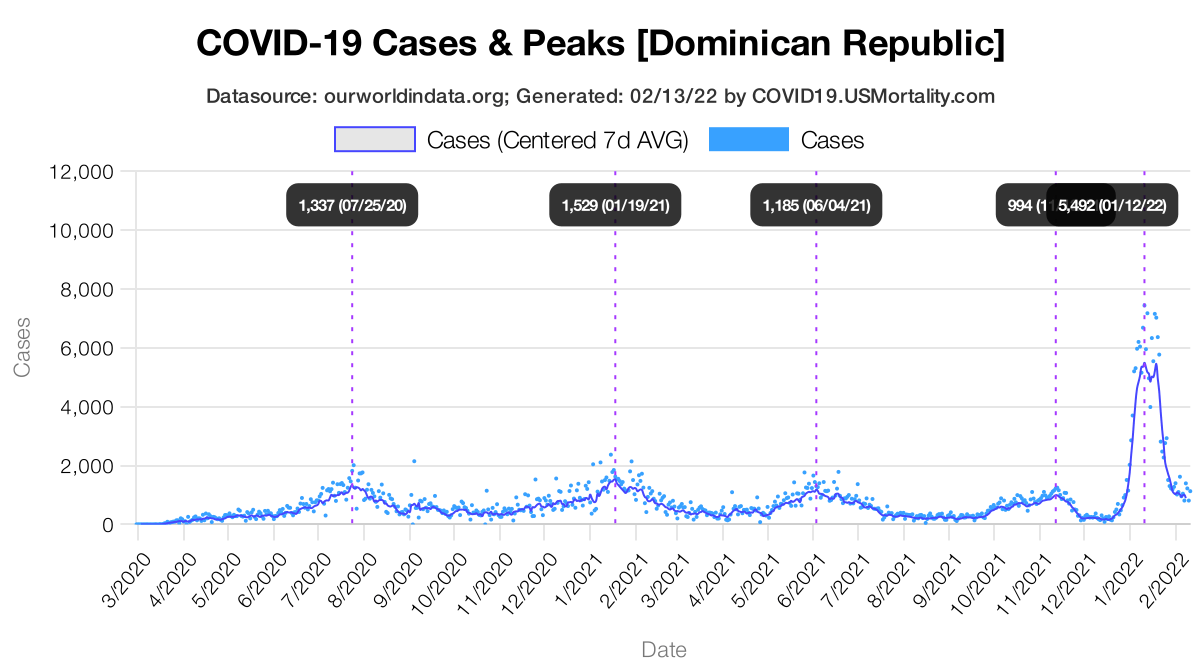 COVID-19 Cases & Peaks [Dominican Republic]
Datasource: ourworldindata.org; Generated: 02/13/22 by COVID19.USMortality.com
Cases (Centered 7d AVG) Cases
12,000
10,000
8,000
6,000
4,000
2,000
0
Cases
1,337 (07/25/20) 1,529 (01/19/21) 1,185 (06/04/21) 994 (1 5,492 (01/12/22)
3/2020 4/2020 5/2020 6/2020 7/2020 8/2020 9/2020 10/2020 11/2020 12/2020 1/2021 2/2021 3/2021 4/2021 5/2021 6/2021 7/2021 8/2021 9/2021 10/2021 11/2021 12/2021 1/2022 2/2022
Date